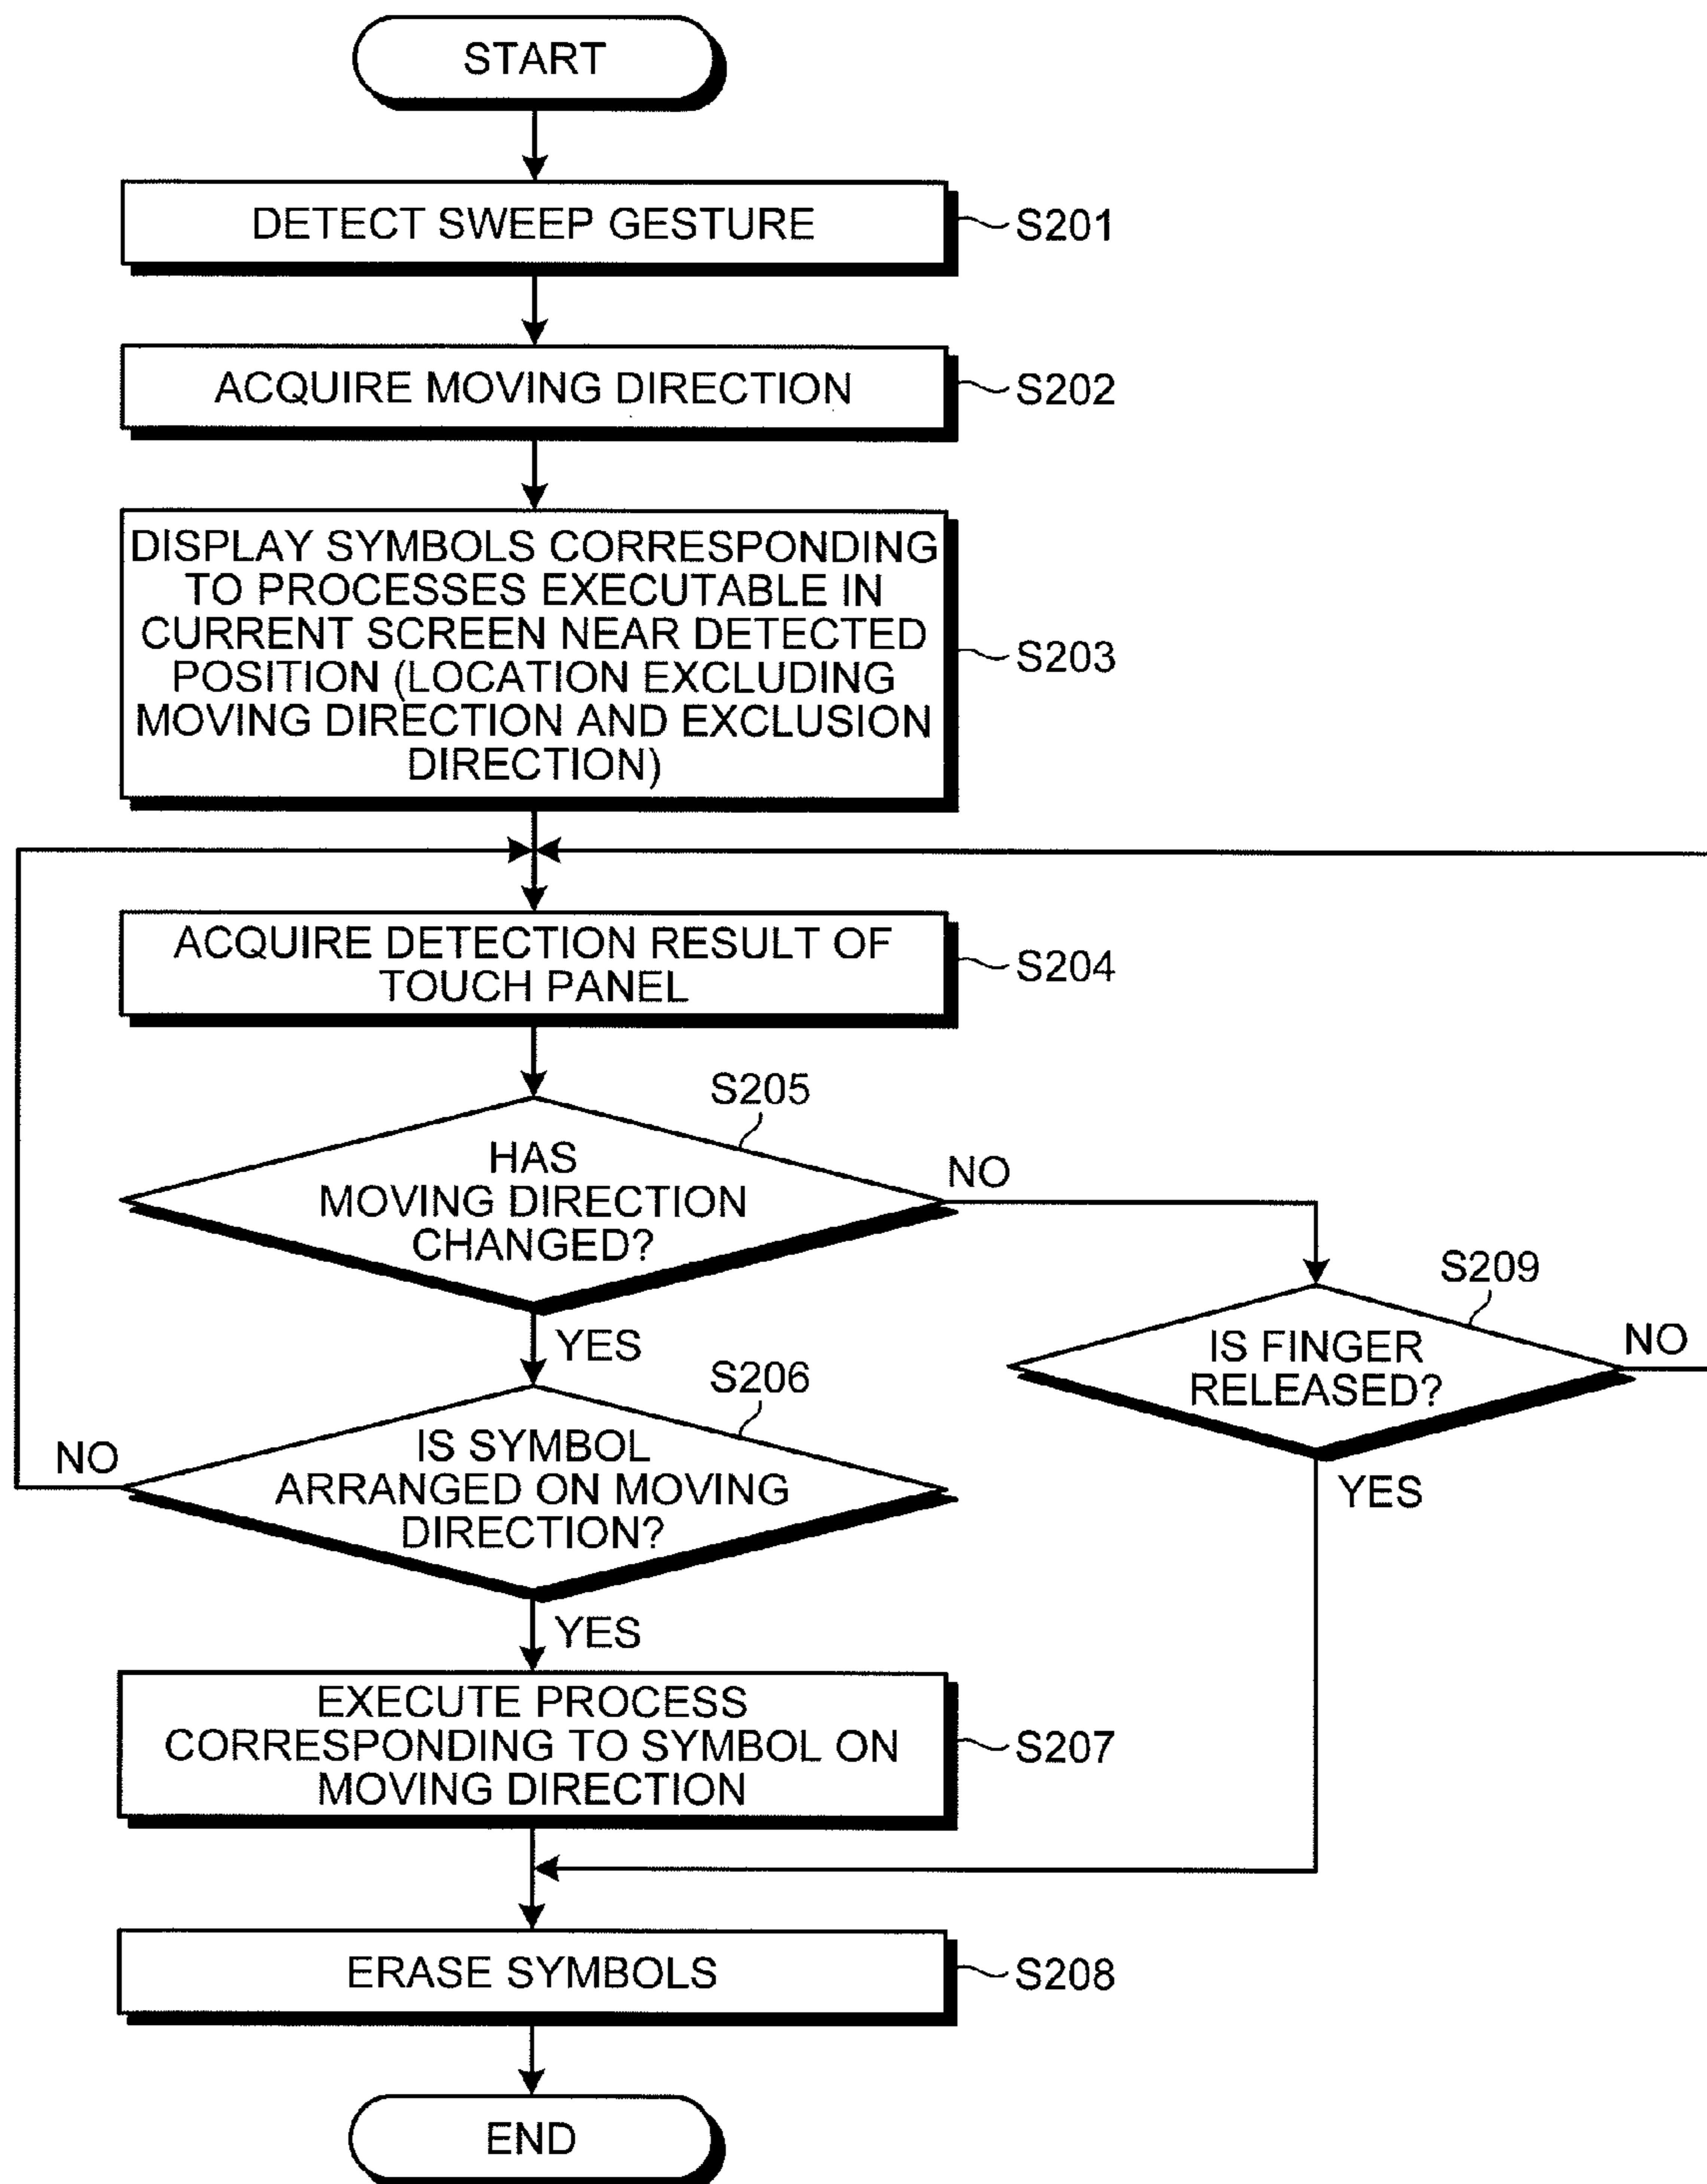 START
DETECT SWEEP GESTURE
S201
ACQUIRE MOVING DIRECTION
S202
DISPLAY SYMBOLS CORRESPONDING
TO PROCESSES EXECUTABLE IN
CURRENT SCREEN NEAR DETECTED
POSITION (LOCATION EXCLUDING
MOVING DIRECTION AND EXCLUSION
DIRECTION)
S203
ACQUIRE DETECTION RESULT OF
TOUCH PANEL
S204
S205
HAS
MOVING DIRECTION
CHANGED?
NO
YES
S209
IS FINGER
RELEASED?
NO
YES
S206
IS SYMBOL
ARRANGED ON MOVING
DIRECTION?
NO
YES
EXECUTE PROCESS
CORRESPONDING TO SYMBOL ON
MOVING DIRECTION
S207
ERASE SYMBOLS
S208
END